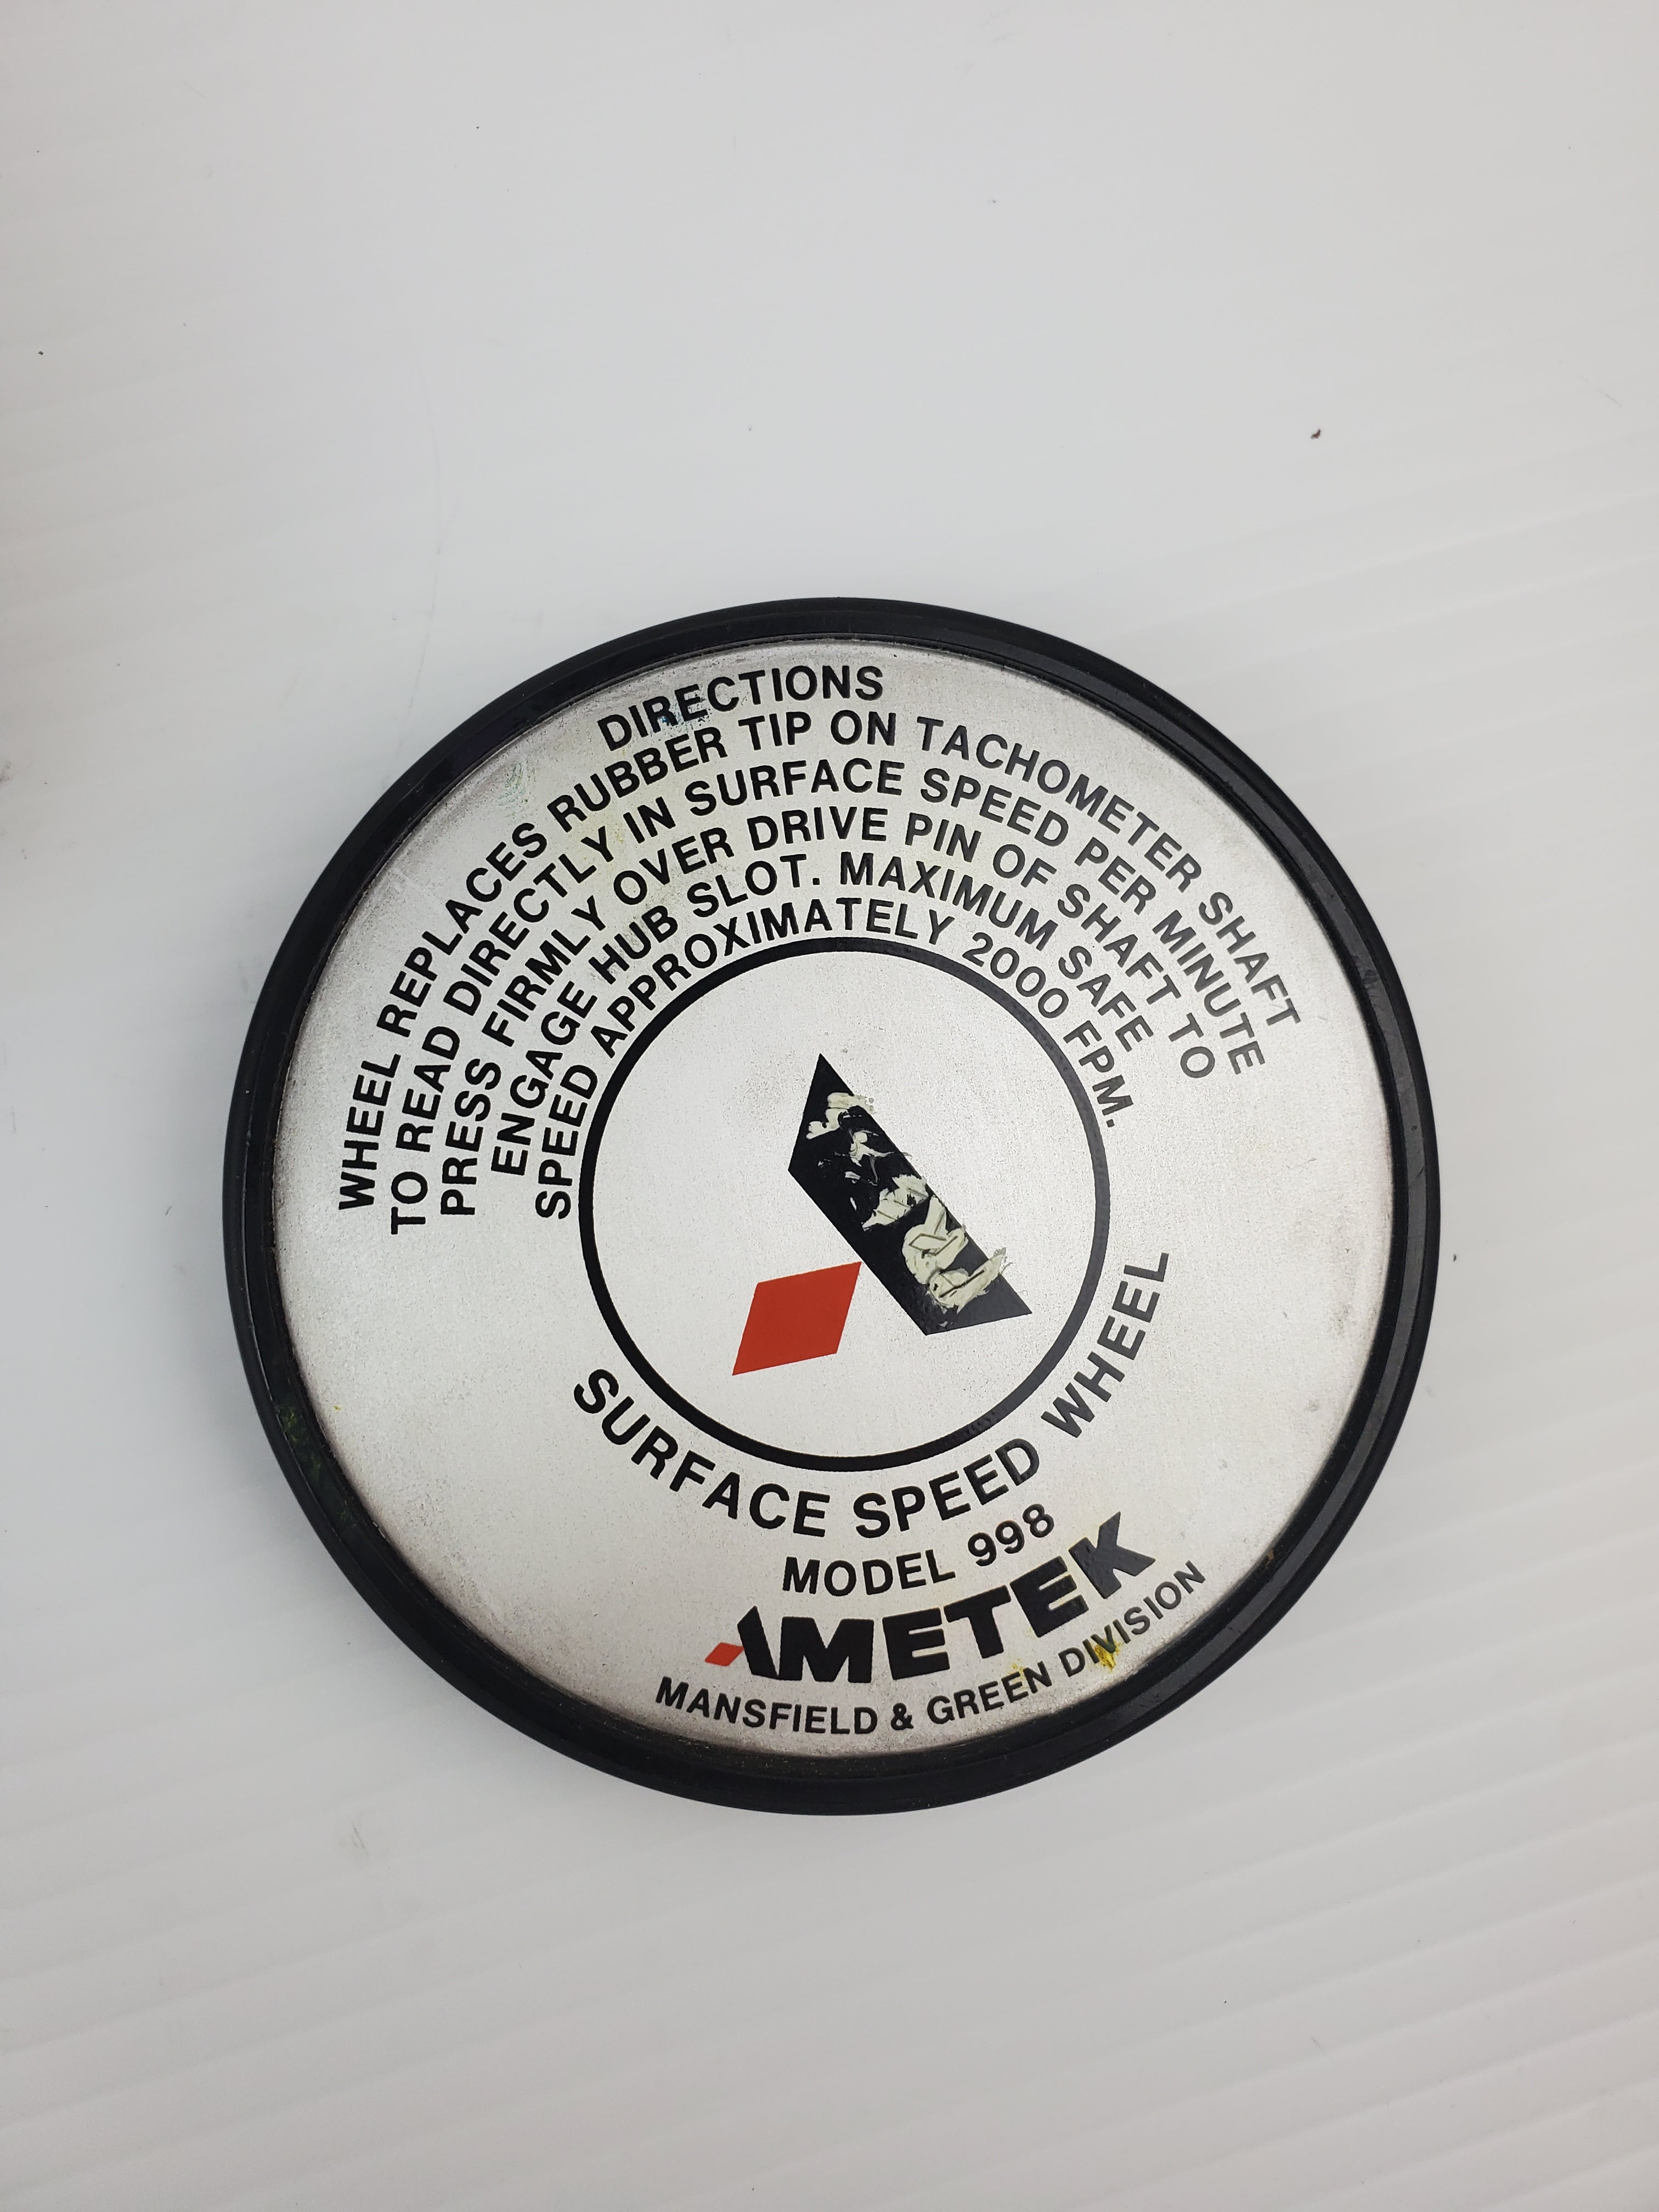 DIRECTIONS
WHEEL REPLACES RUBBER TIP ON TACHOMETER SHAFT
TO READ DIRECTLY IN SURFACE SPEED PER MINUTE
PRESS FIRMLY OVER DRIVE PIN OF SHAFT TO
ENGAGE HUB SLOT. MAXIMUM SAFE
SPEED APPROXIMATELY 2000 FPM.
SURFACE SPEED WHEEL
MODEL 998
AMETEK
MANSFIELD & GREEN DIVISION